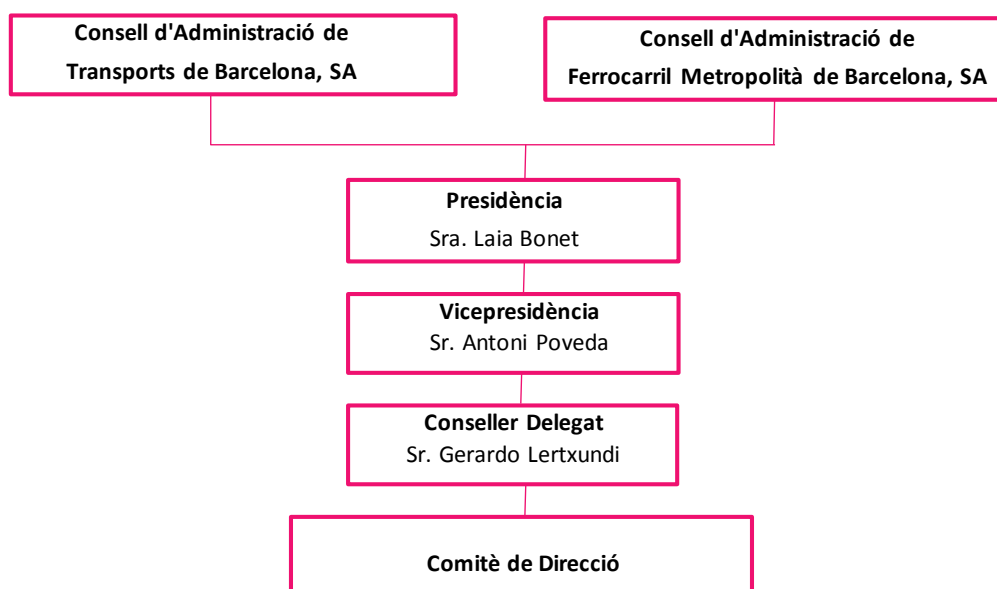 Consell d'Administració de
Transports de Barcelona, SA
Consell d'Administració de
Ferrocarril Metropolità de Barcelona, SA
Presidència
Sra. Laia Bonet
Vicepresidència
Sr. Antoni Poveda
Conseller Delegat
Sr. Gerardo Lertxundi
Comitè de Direcció